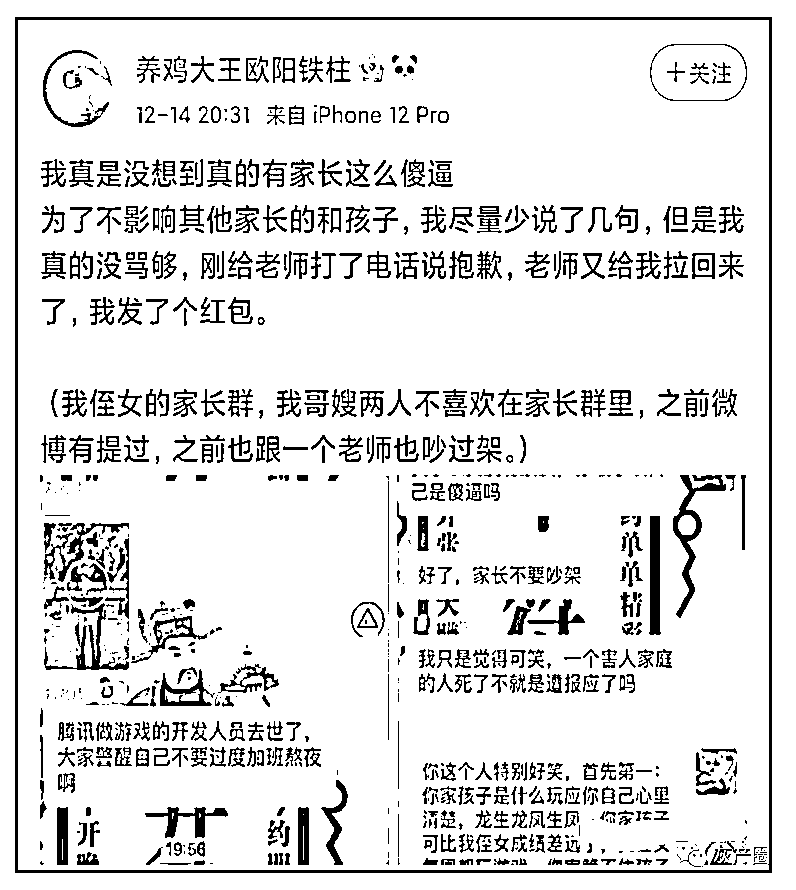 养鸡大王欧阳铁柱
+关注
12-14 20:31 来自 iPhone 12 Pro
我真是没想到真的有家长这么傻逼
为了不影响其他家长的和孩子，我尽量少说了几句，但是我
真的没骂够，刚给老师打了电话说抱歉，老师又给我拉回来
了，我发了个红包。
（我侄女的家长群，我哥嫂两人不喜欢在家长群里，之前微
博有提过，之前也跟一个老师也吵过架。）
腾讯做游戏的开发人员去世了，
大家警醒自己不要过度加班熬夜
啊
开
约
19:56
己是傻逼吗
开 约
张 单
单
好了，家长不要吵架
大 精
彩
我只是觉得可笑，一个害人家庭
的人死了不就是遭报应了吗
你这个人特别好笑，首先第一：
你家孩子是什么玩应你自己心里
清楚，龙生龙凤生凤 你家孩子
可比我侄女成绩差远了